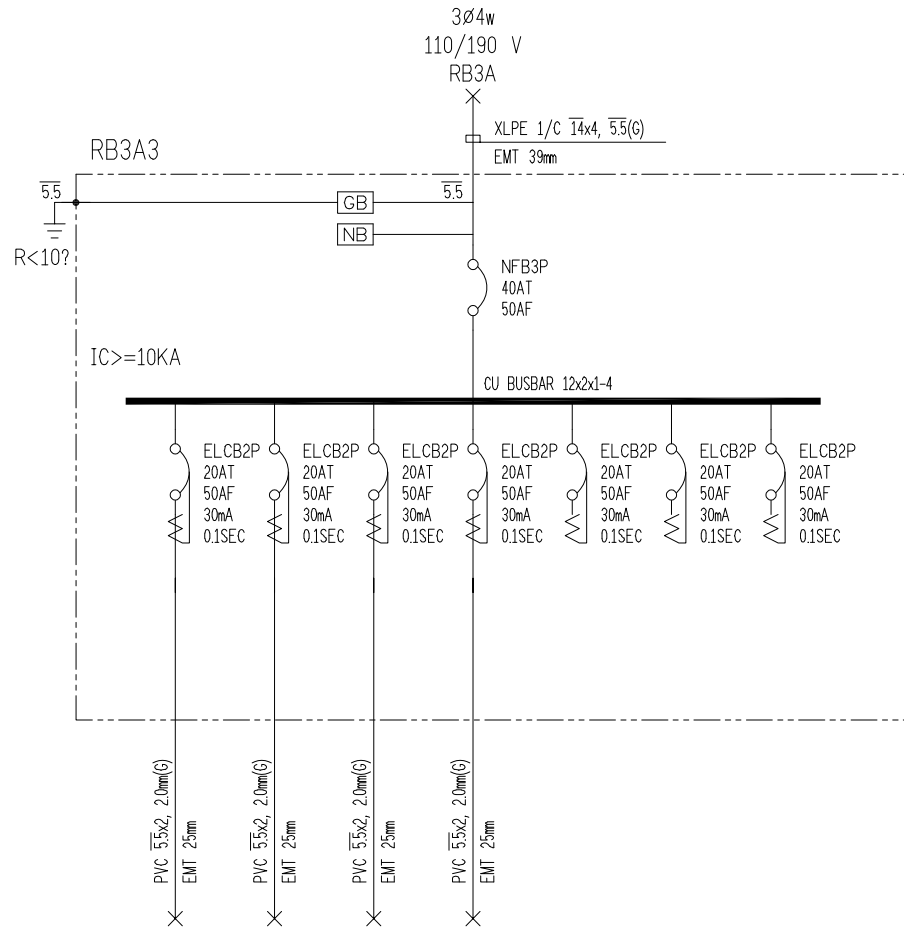 3Ø4w
110/190 V
RB3A
XLPE 1/C 14x4, 5.5(G)
EMT 39mm
RB3A3
5.5
GB
5.5
NB
R<10?
NFB3P
40AT
50AF
IC>=10KA
CU BUSBAR 12x2x1-4
ELCB2P
20AT
50AF
30mA
0.1SEC
ELCB2P
20AT
50AF
30mA
0.1SEC
ELCB2P
20AT
50AF
30mA
0.1SEC
ELCB2P
20AT
50AF
30mA
0.1SEC
ELCB2P
20AT
50AF
30mA
0.1SEC
ELCB2P
20AT
50AF
30mA
0.1SEC
ELCB2P
20AT
50AF
30mA
0.1SEC
PVC 5.5x2, 2.0mm(G)
EMT 25mm
PVC 5.5x2, 2.0mm(G)
EMT 25mm
PVC 5.5x2, 2.0mm(G)
EMT 25mm
PVC 5.5x2, 2.0mm(G)
EMT 25mm